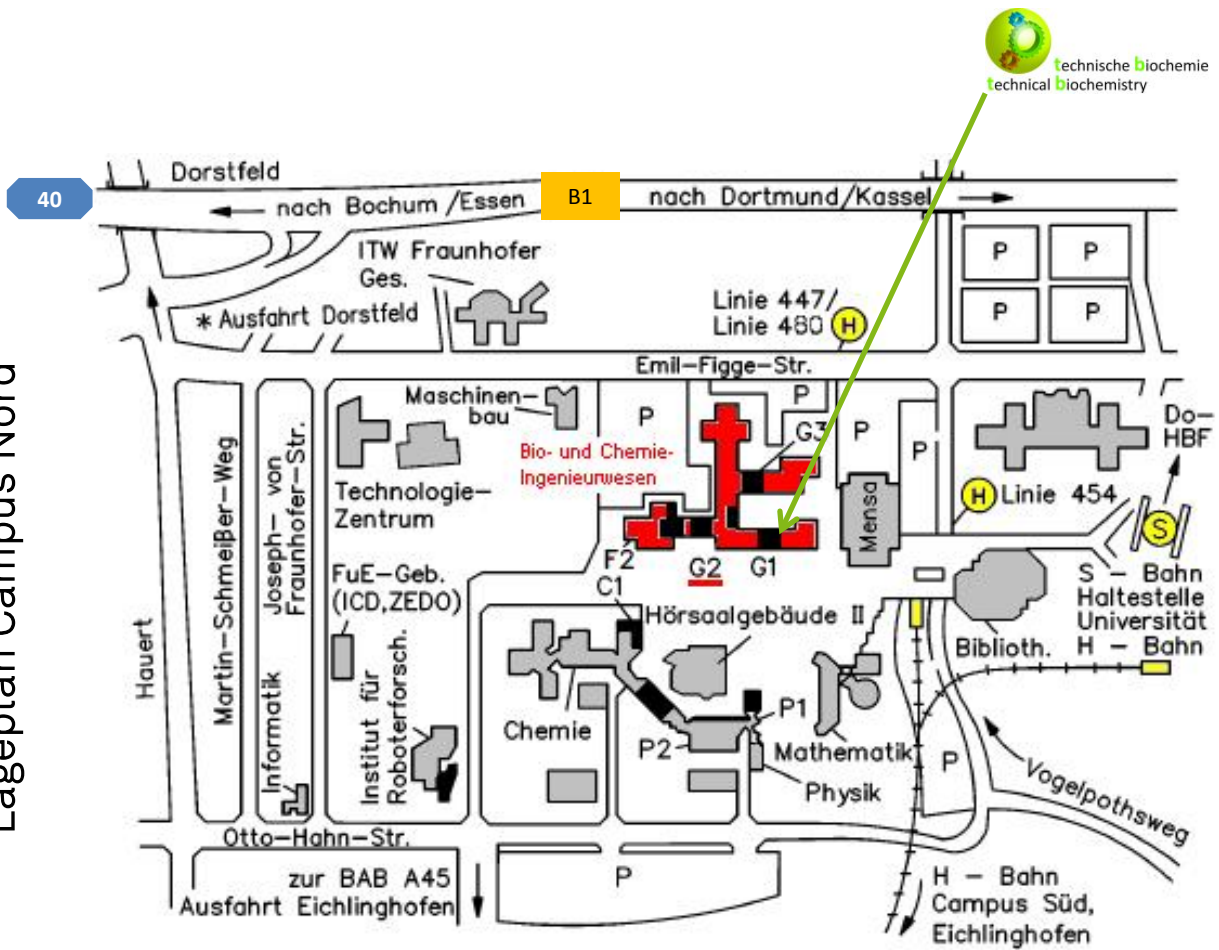 technische biochemie
technical biochemistry
Lageplan Campus Nord
Dorstfeld
40
nach Bochum /Essen
B1
nach Dortmund/Kassel
ITW Fraunhofer
Ges.
P
P
P
P
Linie 447/
Linie 480
H
* Ausfahrt Dorstfeld
Emil-Figge-Str.
Maschinen-
bau
P
P
G3
P
P
Do-
HBF
Bio- und Chemie-
Ingenieurwesen
Technologie-
Zentrum
Mensa
H
Linie 454
S
Martin-Schmeißer-Weg
Joseph- von
Fraunhofer-Str.
F2
G2
G1
FuE-Geb.
(ICD,ZEDO)
C1
Hörsaalgebäude II
S - Bahn
Haltestelle
Universität
H - Bahn
Biblioth.
Hauert
Informatik
Institut für
Roboterforsch.
Chemie
P1
P2
Mathematik
Physik
P
Vogelpothsweg
Otto-Hahn-Str.
zur BAB A45
Ausfahrt Eichlinghofen
P
H - Bahn
Campus Süd,
Eichlinghofen